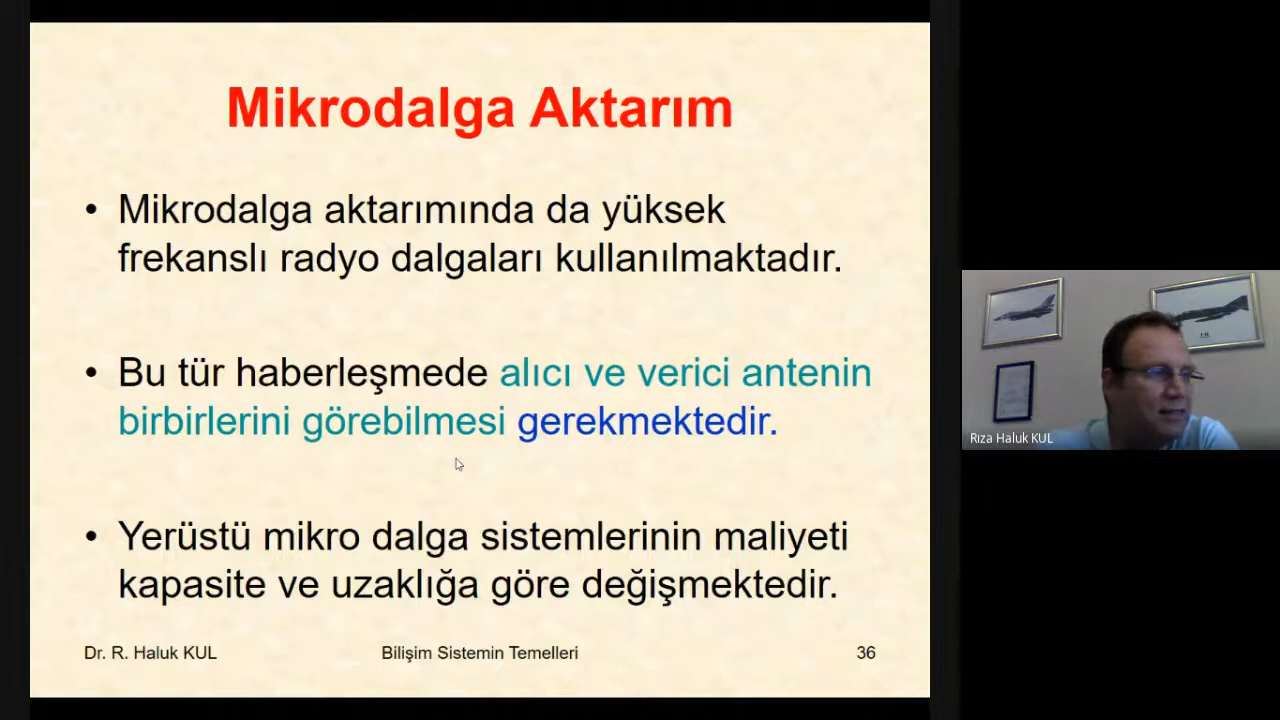 Mikrodalga Aktarım
• Mikrodalga aktarımında da yüksek
frekanslı radyo dalgaları kullanılmaktadır.
• Bu tür haberleşmede alıcı ve verici antenin
birbirlerini görebilmesi gerekmektedir.
• Yerüstü mikro dalga sistemlerinin maliyeti
kapasite ve uzaklığa göre değişmektedir.
Dr. R. Haluk KUL
Bilişim Sistemin Temelleri
36
Rıza Haluk KUL